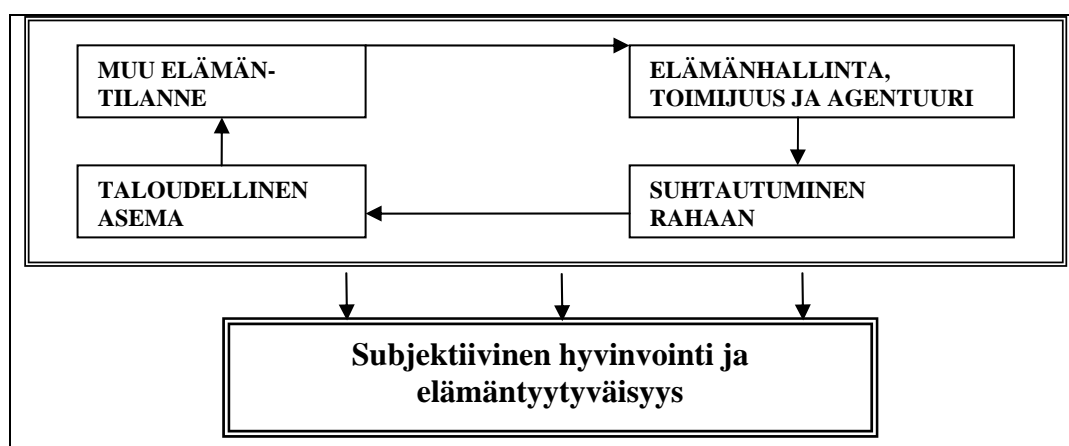 MUU ELÄMÄN-
TILANNE
ELÄMÄNHALLINTA,
TOIMIJUUS JA AGENTUURI
TALOUDELLINEN
ASEMA
SUHTAUTUMINEN
RAHAAN
Subjektiivinen hyvinvointi ja
elämäntyytyväisyys